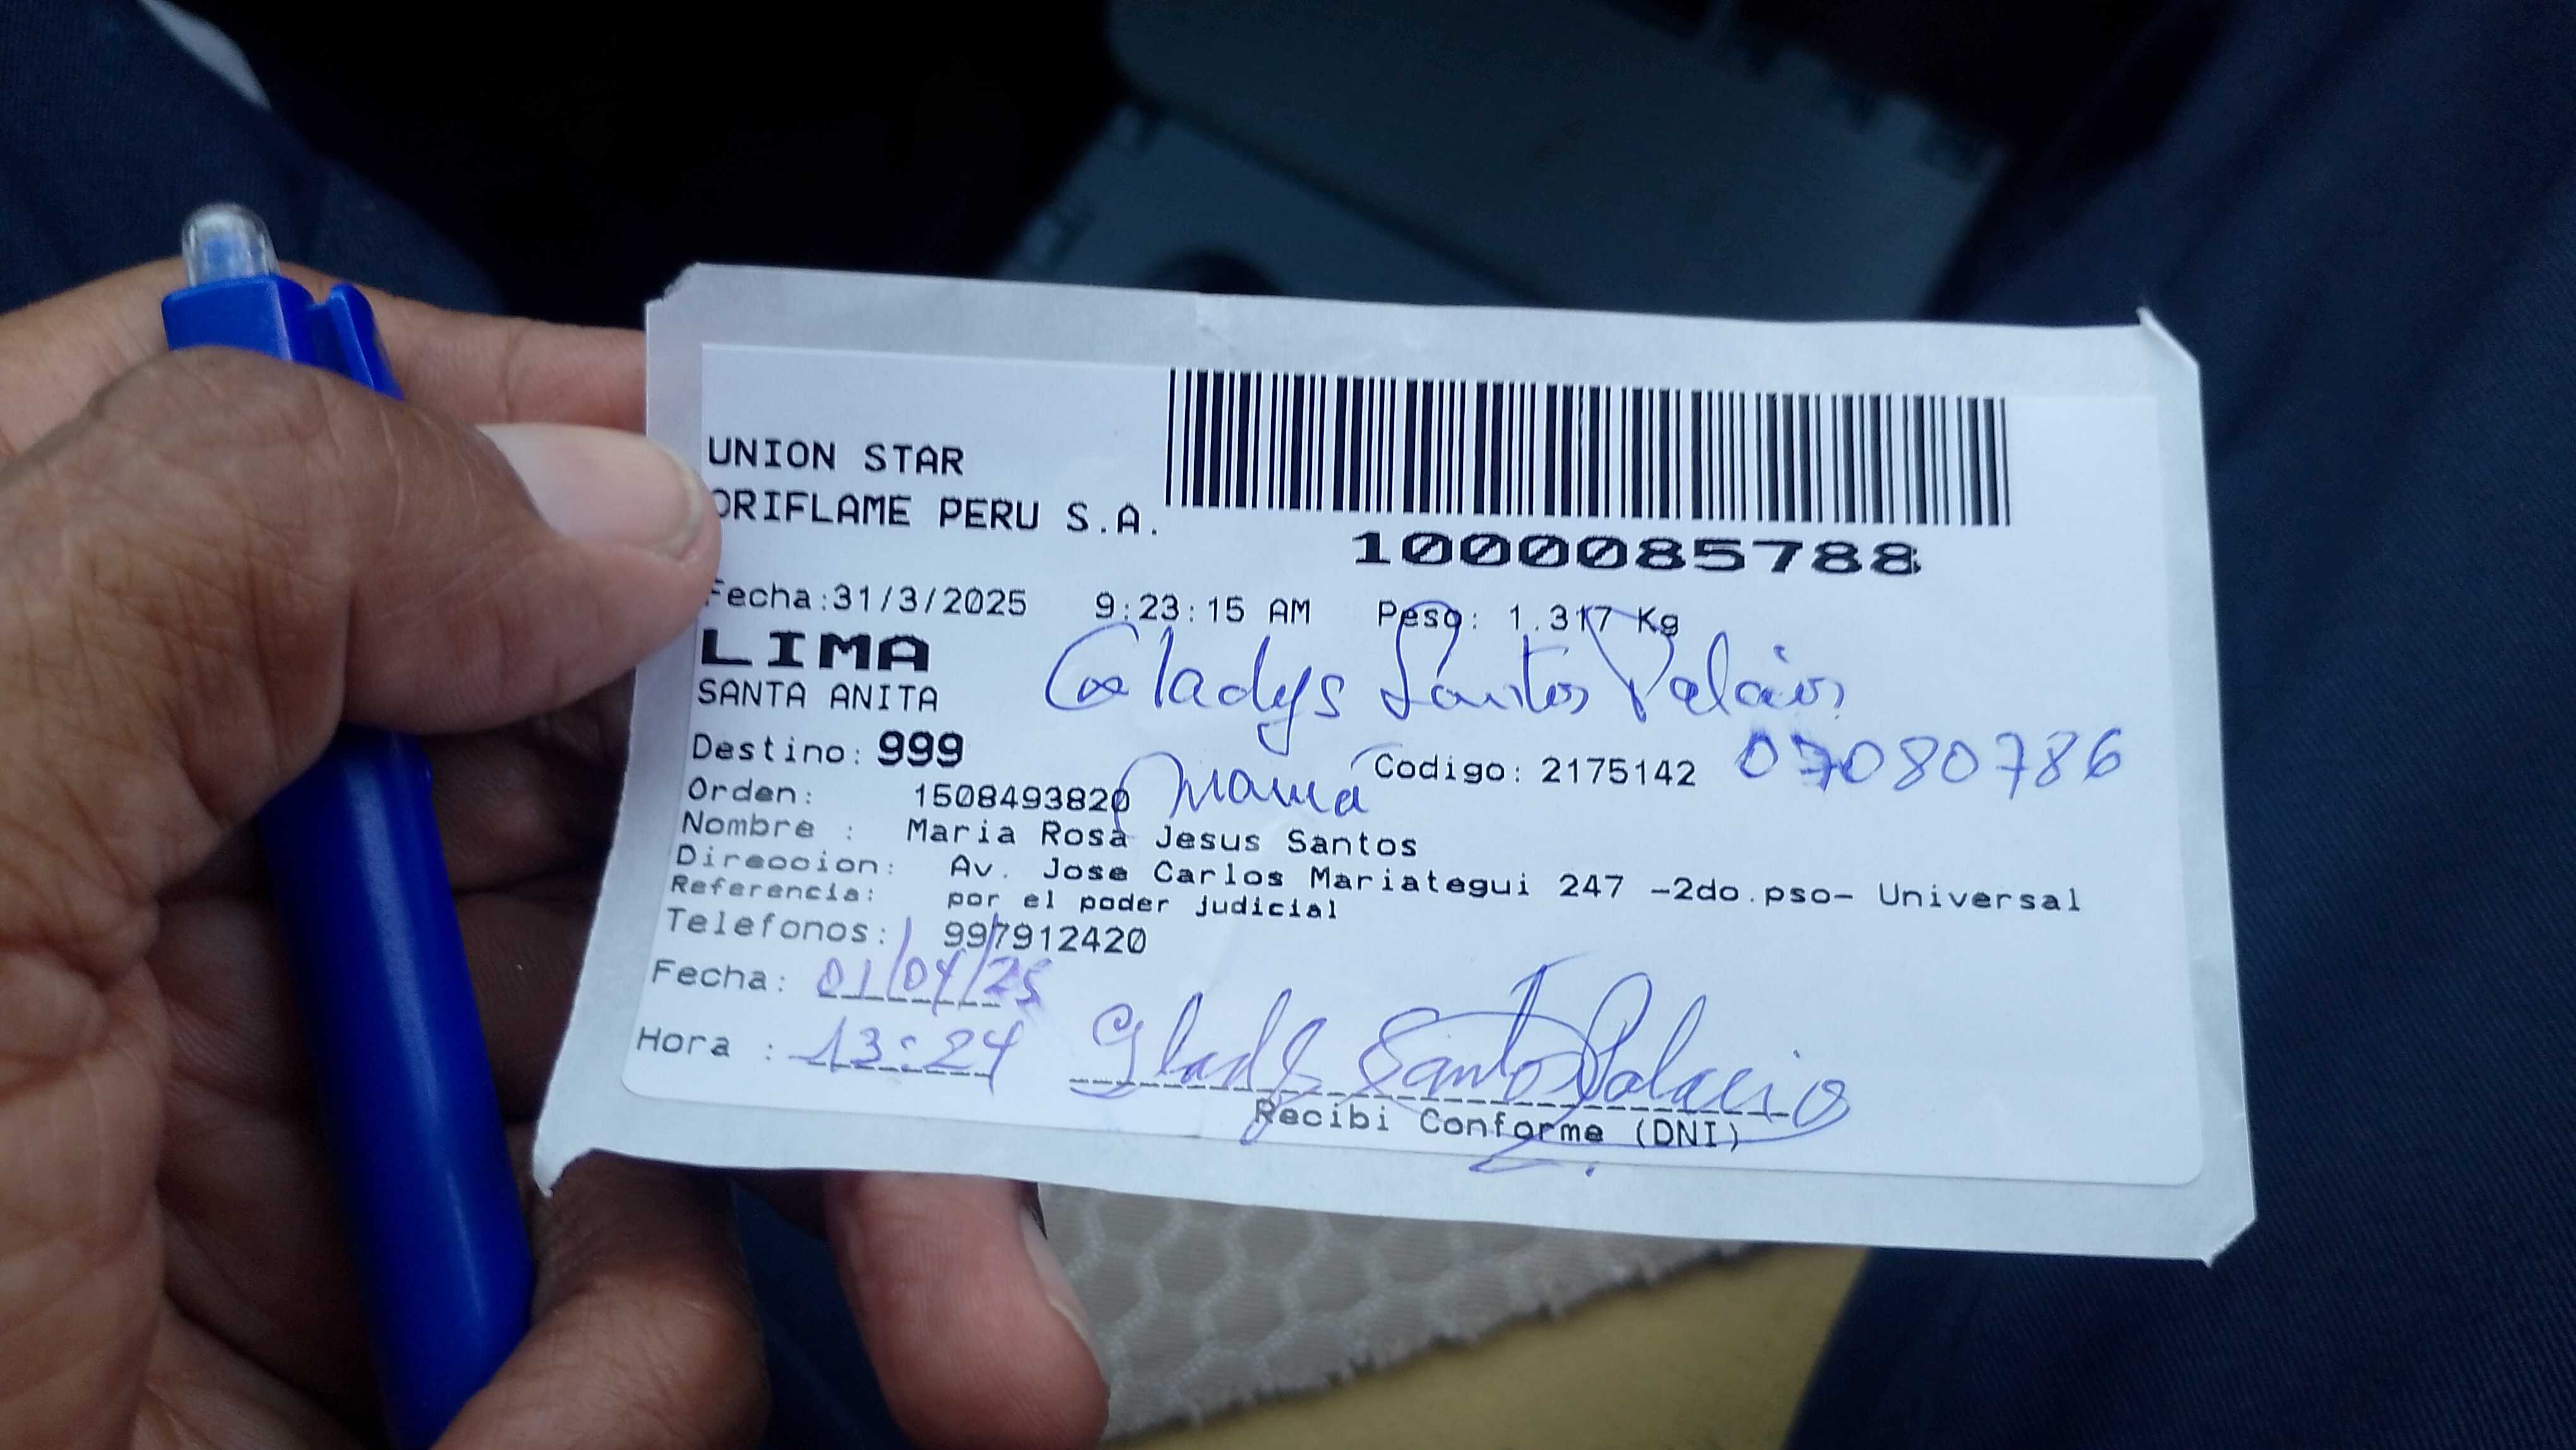 UNION STAR
ORIFLAME PERU S.A.
1000085788
Fecha:31/3/2025 9:23:15 AM Peso: 1.317 Kg
LIMA
SANTA ANITA
Gladys Santos Palacios
Destino: 999
Codigo: 2175142 07080786
Orden: 1508493820 Mama
Nombre : Maria Rosa Jesus Santos
Direccion: Av. Jose Carlos Mariategui 247 -2do.pso- Universal
Referencia: por el poder judicial
Telefonos: 997912420
Fecha: 01/04/25
Hora : 13:24
Gladys Santos Palacios
Recibi Conforme (DNI)